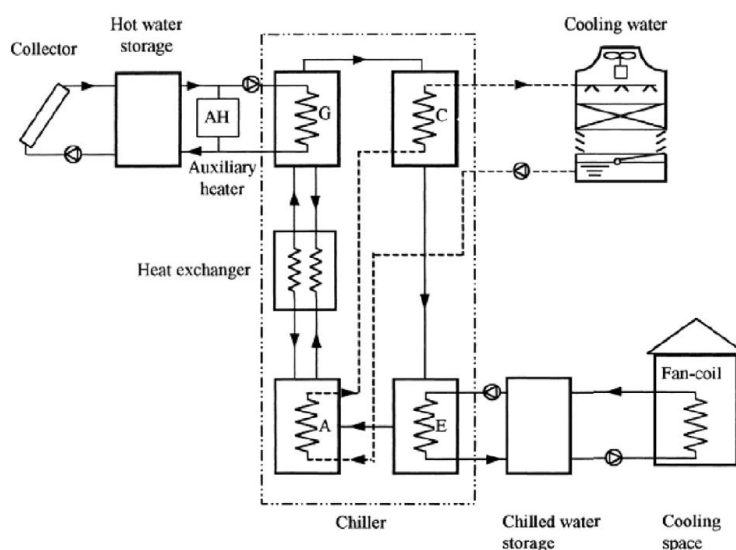 Hot water
storage
Cooling water
Collector
G
C
AH
Auxiliary
heater
Heat exchanger
Fan-coil
A
E
Chiller
Chilled water
storage
Cooling
space